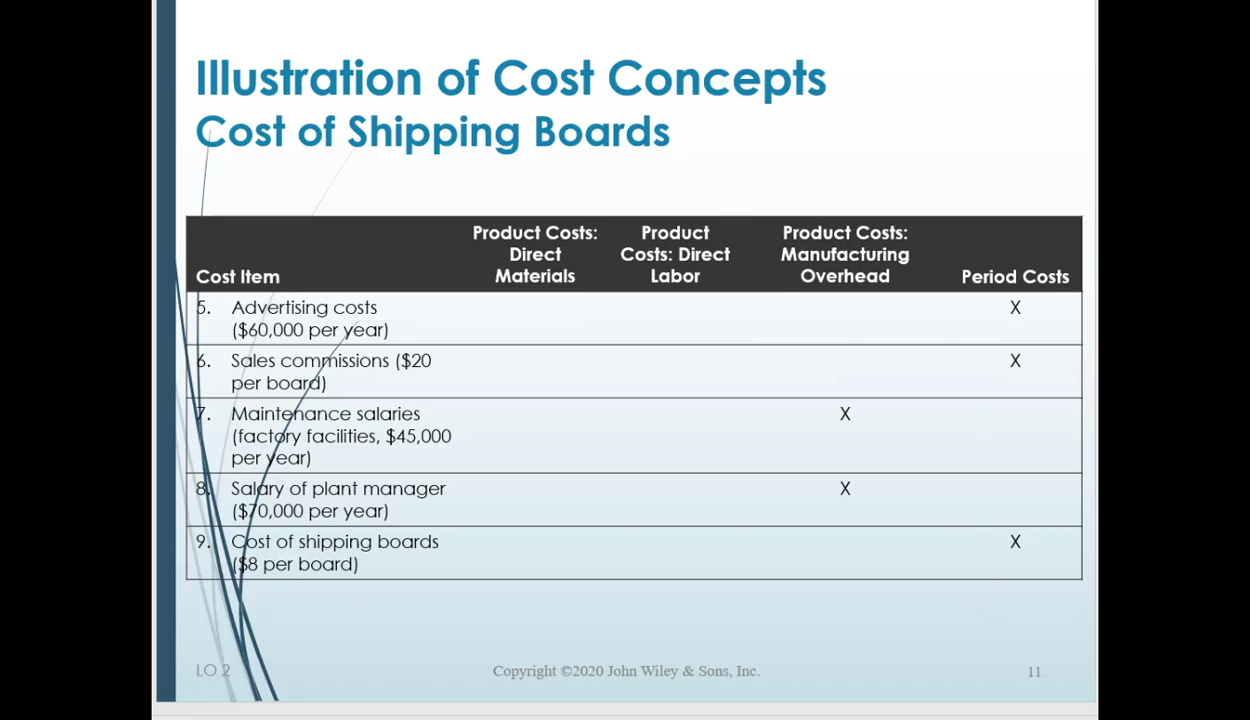 Illustration of Cost Concepts
Cost of Shipping Boards
Cost Item
Product Costs:
Direct
Materials
Product
Costs: Direct
Labor
Product Costs:
Manufacturing
Overhead
Period Costs
5. Advertising costs X
($60,000 per year)
6. Sales commissions ($20 X
per board)
7. Maintenance salaries X
(factory facilities, $45,000
per year)
8. Salary of plant manager X
($70,000 per year)
9. Cost of shipping boards X
($8 per board)
LO 2
Copyright ©2020 John Wiley & Sons, Inc.
11